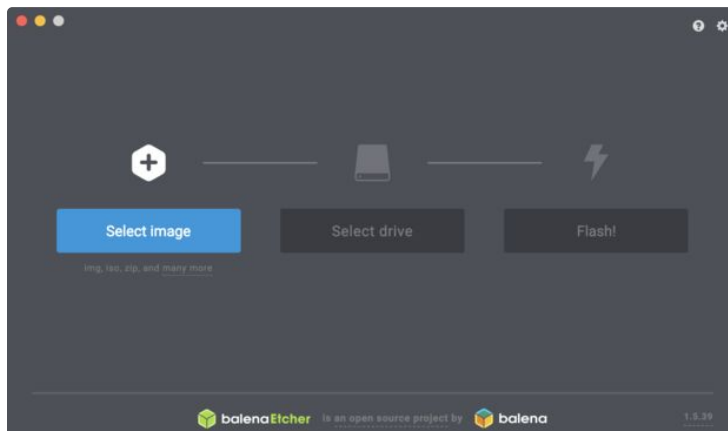 Select image
Select drive
Flash!
img, iso, zip, and many more
balenaEtcher is an open source project by balena
1.5.39